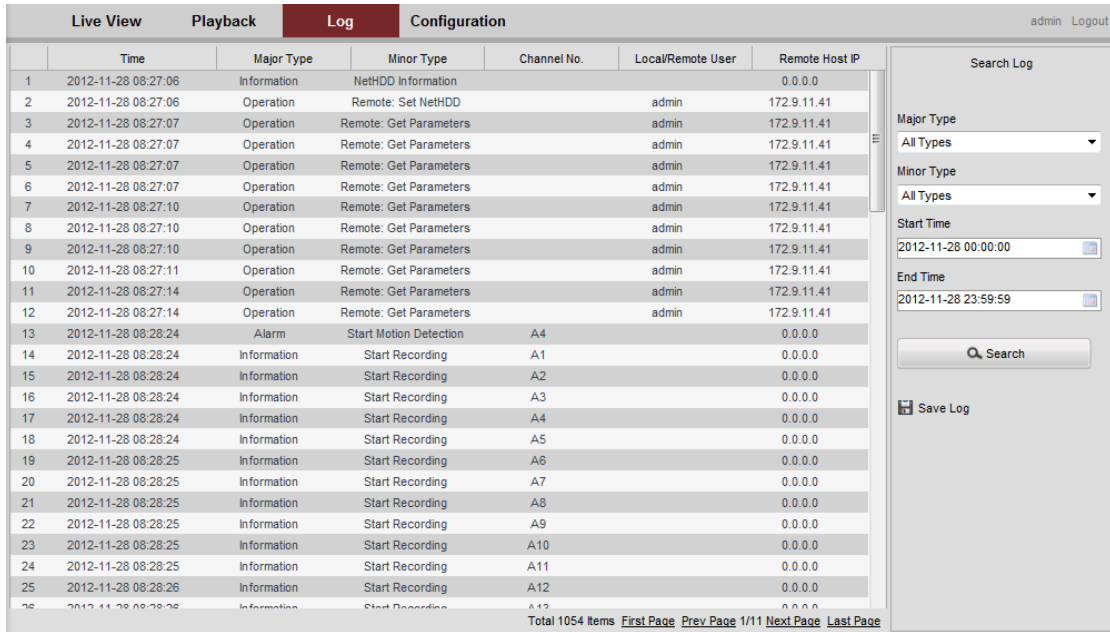 Live View Playback Log Configuration admin Logout
Time Major Type Minor Type Channel No. Local/Remote User Remote Host IP
1 2012-11-28 08:27:06 Information NetHDD Information 0.0.0.0
2 2012-11-28 08:27:06 Operation Remote: Set NetHDD admin 172.9.11.41
3 2012-11-28 08:27:07 Operation Remote: Get Parameters admin 172.9.11.41
4 2012-11-28 08:27:07 Operation Remote: Get Parameters admin 172.9.11.41
5 2012-11-28 08:27:07 Operation Remote: Get Parameters admin 172.9.11.41
6 2012-11-28 08:27:07 Operation Remote: Get Parameters admin 172.9.11.41
7 2012-11-28 08:27:10 Operation Remote: Get Parameters admin 172.9.11.41
8 2012-11-28 08:27:10 Operation Remote: Get Parameters admin 172.9.11.41
9 2012-11-28 08:27:10 Operation Remote: Get Parameters admin 172.9.11.41
10 2012-11-28 08:27:11 Operation Remote: Get Parameters admin 172.9.11.41
11 2012-11-28 08:27:14 Operation Remote: Get Parameters admin 172.9.11.41
12 2012-11-28 08:27:14 Operation Remote: Get Parameters admin 172.9.11.41
13 2012-11-28 08:28:24 Alarm Start Motion Detection A4 0.0.0.0
14 2012-11-28 08:28:24 Information Start Recording A1 0.0.0.0
15 2012-11-28 08:28:24 Information Start Recording A2 0.0.0.0
16 2012-11-28 08:28:24 Information Start Recording A3 0.0.0.0
17 2012-11-28 08:28:24 Information Start Recording A4 0.0.0.0
18 2012-11-28 08:28:24 Information Start Recording A5 0.0.0.0
19 2012-11-28 08:28:25 Information Start Recording A6 0.0.0.0
20 2012-11-28 08:28:25 Information Start Recording A7 0.0.0.0
21 2012-11-28 08:28:25 Information Start Recording A8 0.0.0.0
22 2012-11-28 08:28:25 Information Start Recording A9 0.0.0.0
23 2012-11-28 08:28:25 Information Start Recording A10 0.0.0.0
24 2012-11-28 08:28:25 Information Start Recording A11 0.0.0.0
25 2012-11-28 08:28:26 Information Start Recording A12 0.0.0.0
26 2012-11-28 08:28:26 Information Start Recording A13 0.0.0.0
Total 1054 Items First Page Prev Page 1/11 Next Page Last Page
Search Log
Major Type
All Types
Minor Type
All Types
Start Time
2012-11-28 00:00:00
End Time
2012-11-28 23:59:59
Search
Save Log